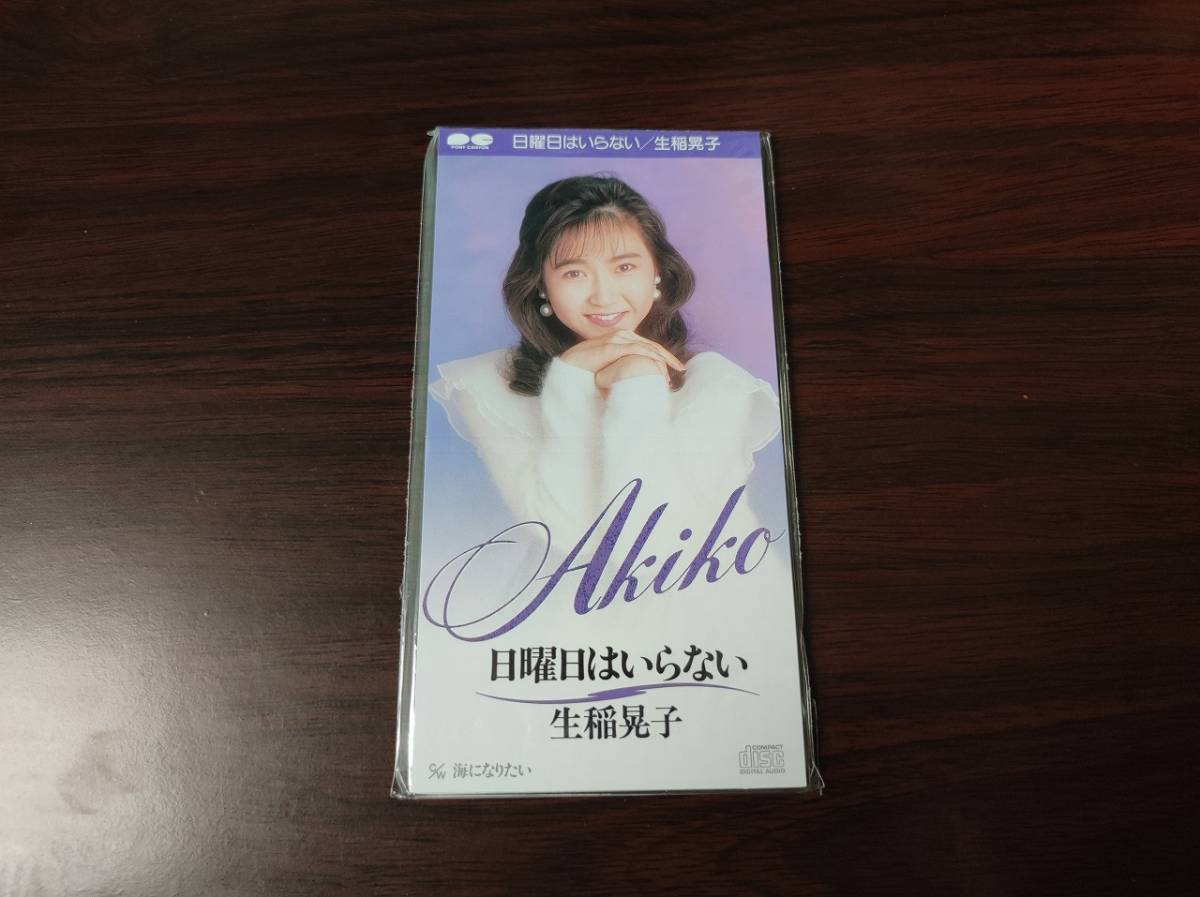 PONY CANYON
日曜日はいらない／生稲晃子
Akiko
日曜日はいらない
生稲晃子
C/W 海になりたい
COMPACT
disc
DIGITAL AUDIO